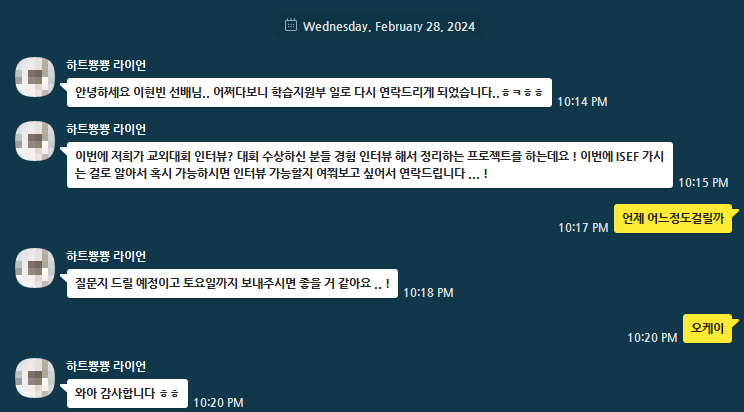 Wednesday, February 28, 2024
하트뿅뿅 라이언
안녕하세요 이현빈 선배님.. 어쩌다보니 학습지원부 일로 다시 연락드리게 되었습니다..ㅎㅋㅎㅎ
10:14 PM
하트뿅뿅 라이언
이번에 저희가 교외대회 인터뷰? 대회 수상하신 분들 경험 인터뷰 해서 정리하는 프로젝트를 하는데요 ! 이번에 ISEF 가시
는 걸로 알아서 혹시 가능하시면 인터뷰 가능할지 여쭤보고 싶어서 연락드립니다 ... !
10:15 PM
언제 어느정도걸릴까
10:17 PM
하트뿅뿅 라이언
질문지 드릴 예정이고 토요일까지 보내주시면 좋을 거 같아요 .. !
10:18 PM
오케이
10:20 PM
하트뿅뿅 라이언
와아 감사합니다 ㅎㅎ
10:20 PM